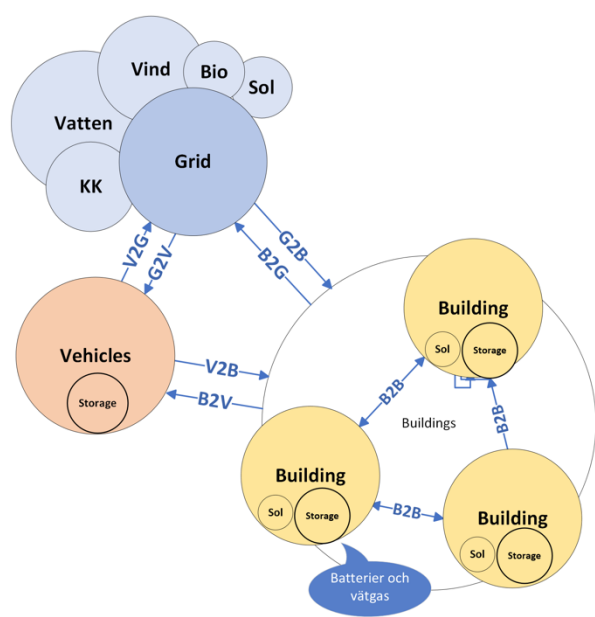 Vind
Bio
Sol
Vatten
KK
Grid
V2G
G2V
G2B
B2G
Vehicles
Storage
V2B
B2V
Building
Sol
Storage
B2B
Buildings
B2B
Building
Sol
Storage
B2B
Building
Sol
Storage
Batterier och
vätgas